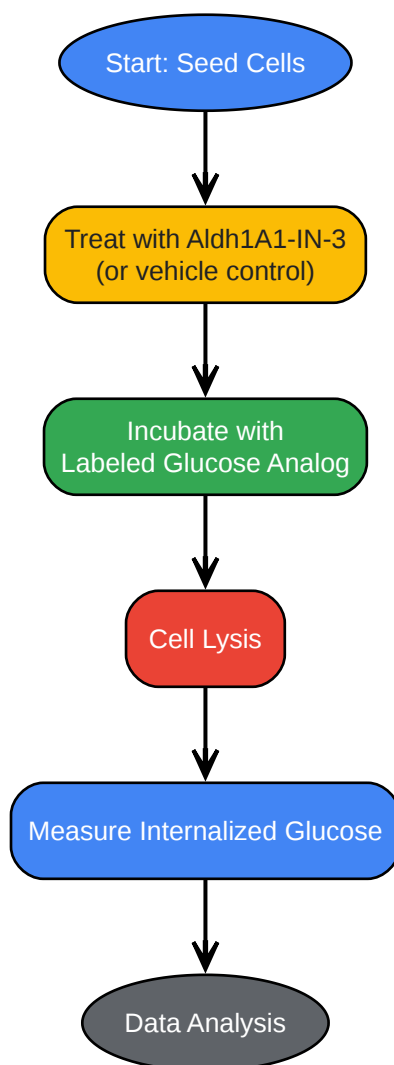 Start: Seed Cells
Treat with Aldh1A1-IN-3
(or vehicle control)
Incubate with
Labeled Glucose Analog
Cell Lysis
Measure Internalized Glucose
Data Analysis